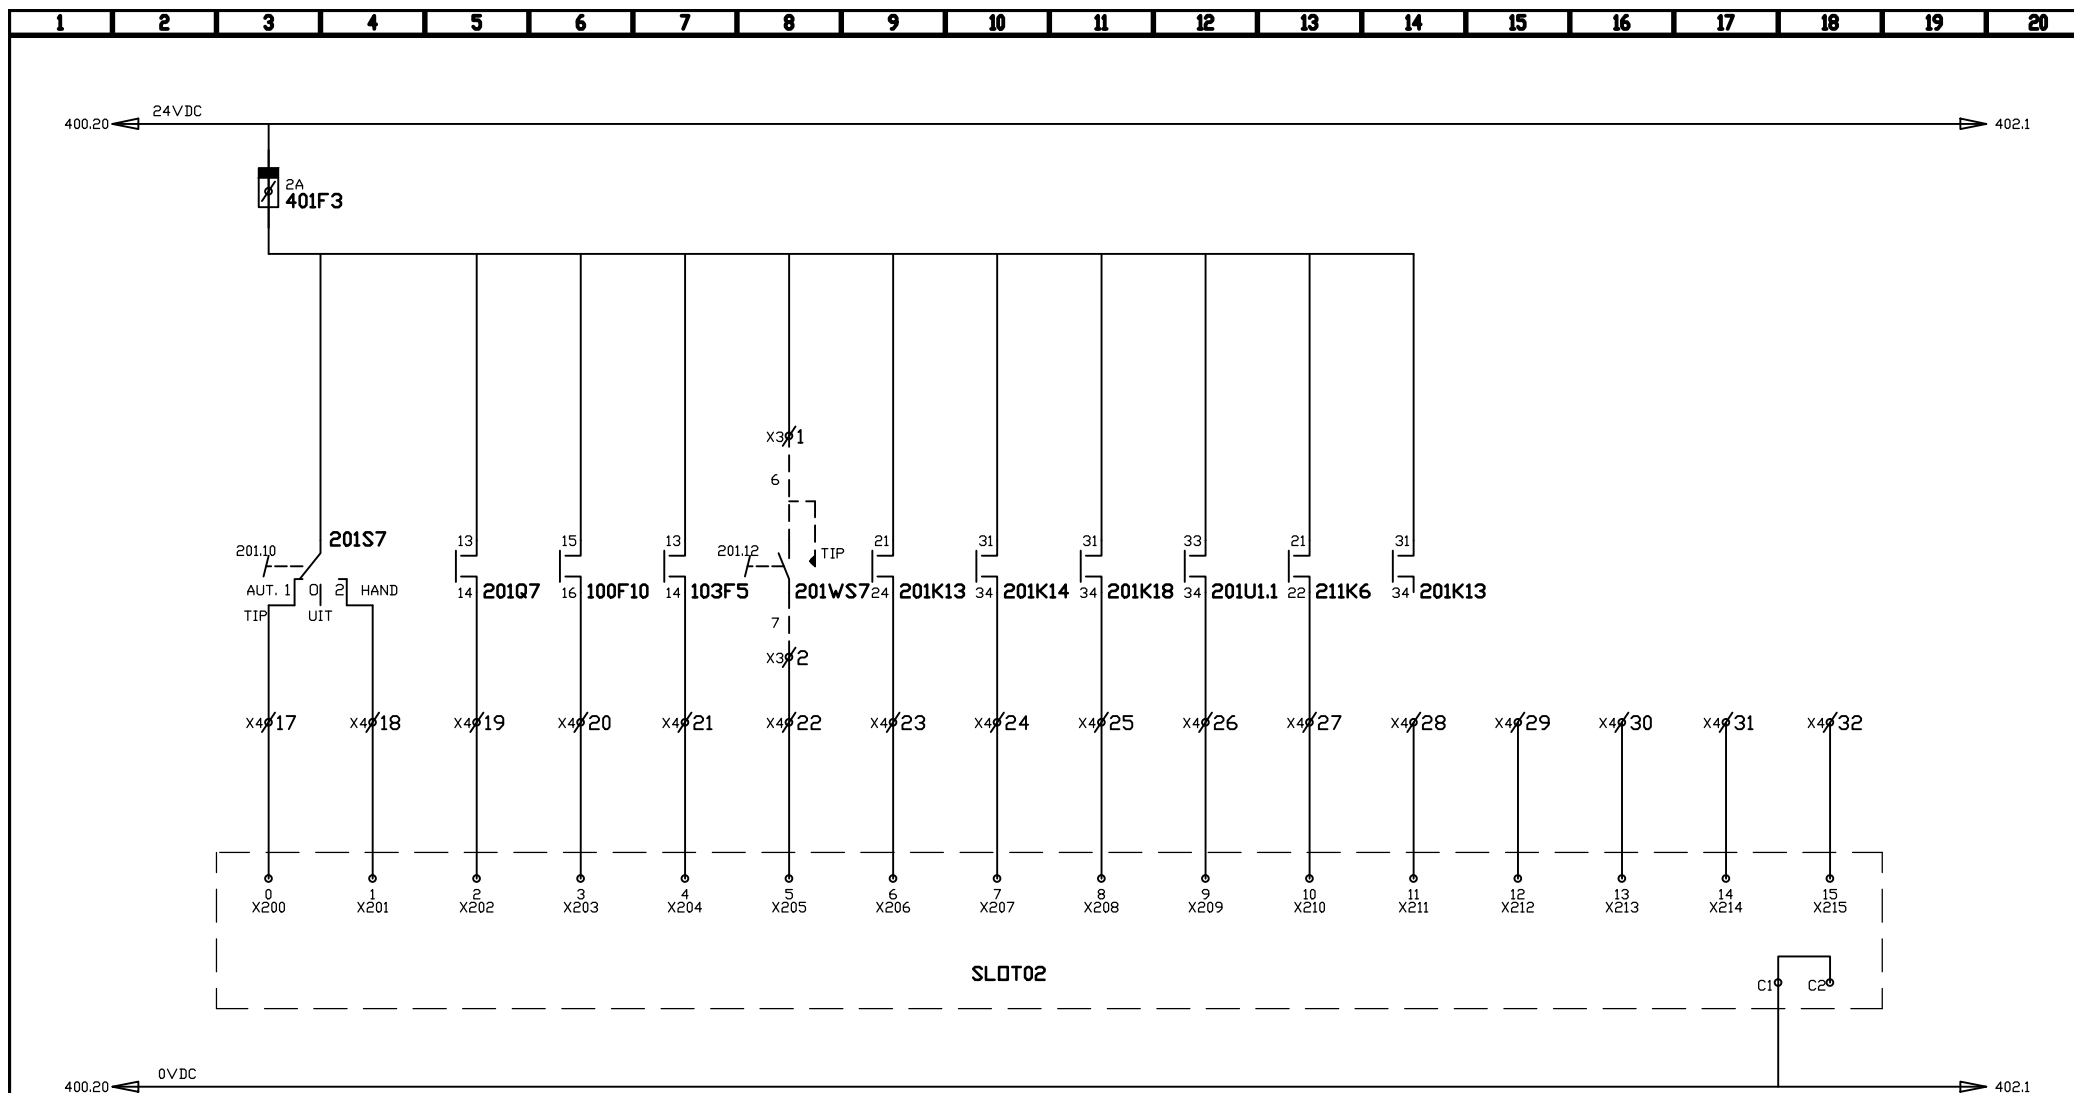 1 2 3 4 5 6 7 8 9 10 11 12 13 14 15 16 17 18 19 20
24VDC
400.20 402.1
2A
401F3
X3 1
6
201.10 201S7 13 15 13 201.12 TIP 21 31 31 33 21 31
AUT. 1 0 2 HAND 14 201Q7 16 100F10 14 103F5 201WS7 24 201K13 34 201K14 34 201K18 34 201U1.1 22 211K6 34 201K13
TIP UIT
7
X3 2
X4 17 X4 18 X4 19 X4 20 X4 21 X4 22 X4 23 X4 24 X4 25 X4 26 X4 27 X4 28 X4 29 X4 30 X4 31 X4 32
0 1 2 3 4 5 6 7 8 9 10 11 12 13 14 15
X200 X201 X202 X203 X204 X205 X206 X207 X208 X209 X210 X211 X212 X213 X214 X215
SLOT02
C1 C2
0VDC
400.20 402.1